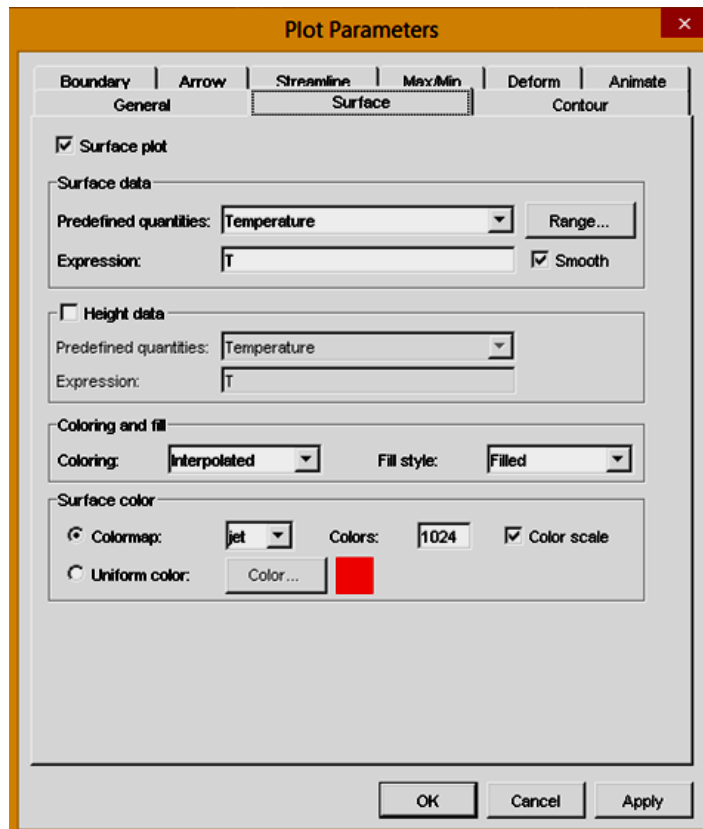 Plot Parameters
Boundary Arrow Streamline Max/Min Deform Animate
General Surface Contour
Surface plot
Surface data
Predefined quantities: Temperature Range...
Expression: T Smooth
Height data
Predefined quantities: Temperature
Expression: T
Coloring and fill
Coloring: Interpolated Fill style: Filled
Surface color
Colormap: jet Colors: 1024 Color scale
Uniform color: Color...
OK Cancel Apply